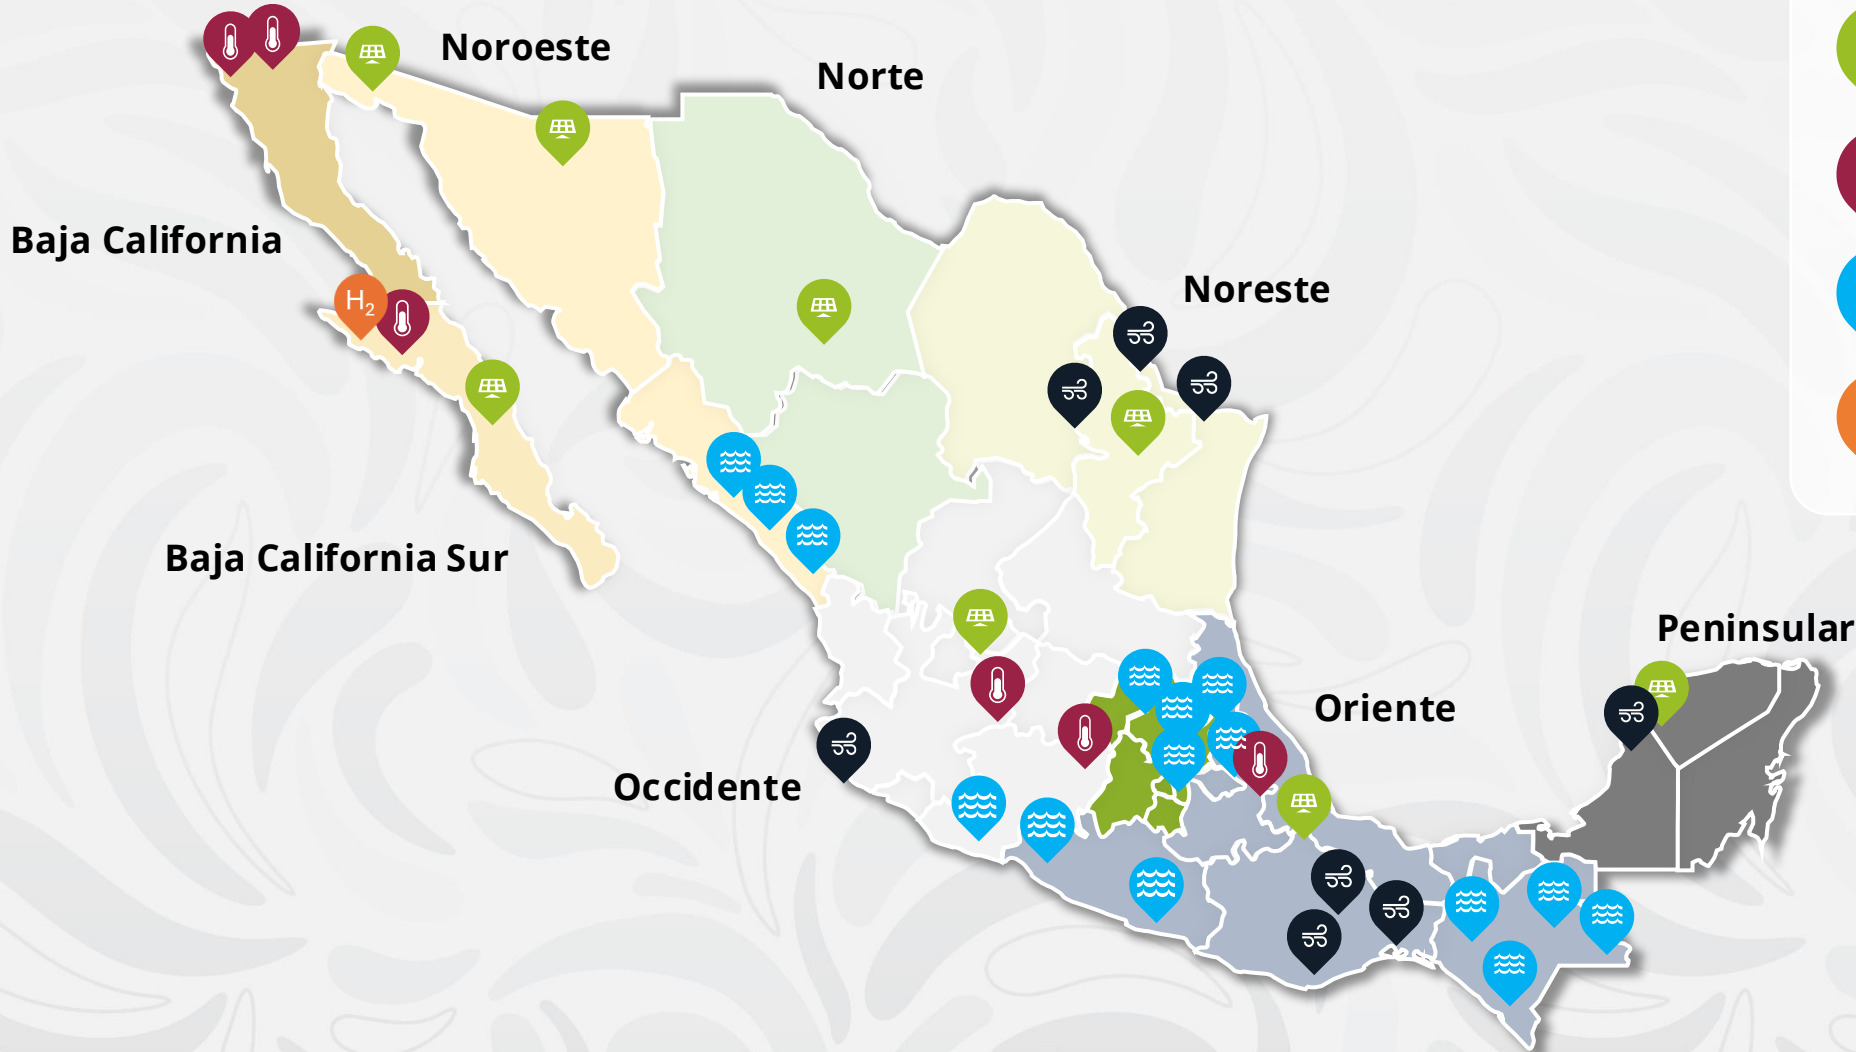 Noroeste
Norte
Baja California
Noreste
H₂
Baja California Sur
Peninsular
Oriente
Occidente